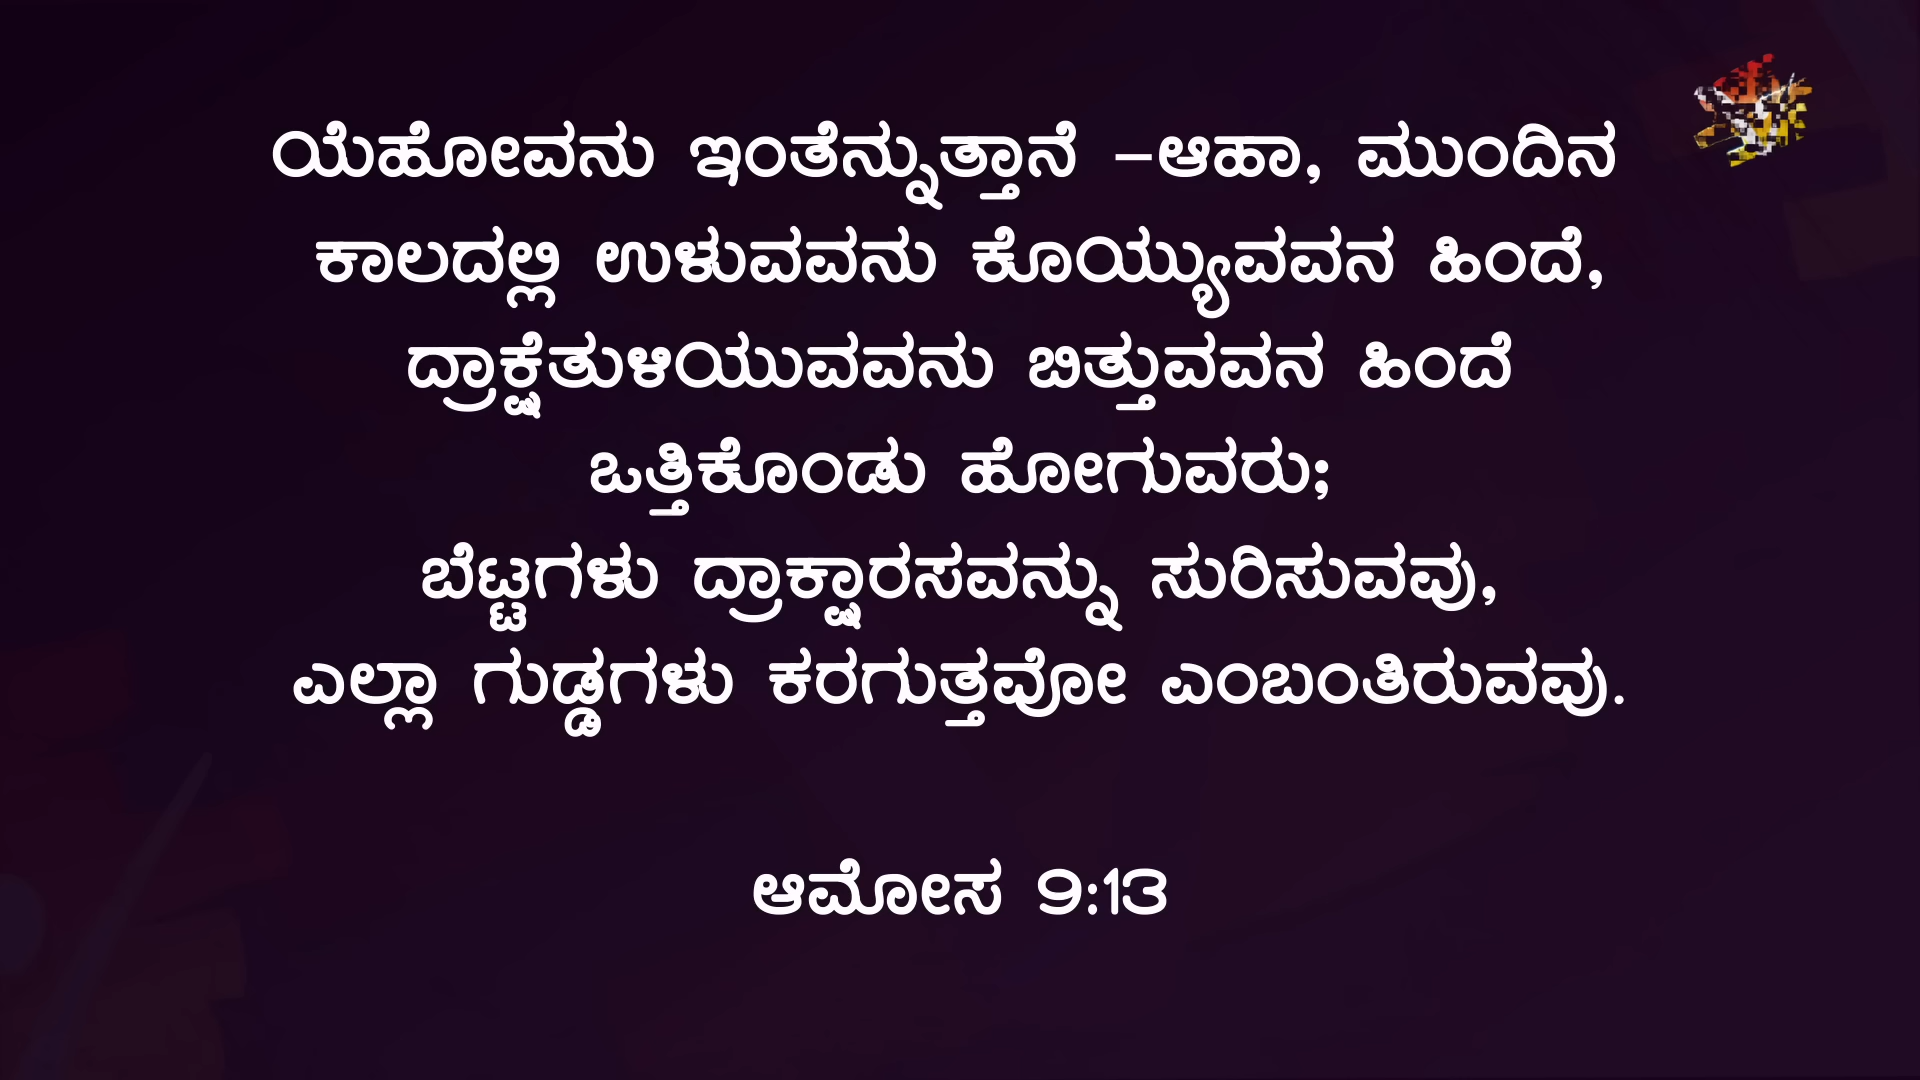 ಯೆಹೋವನು ಇಂತೆನ್ನುತ್ತಾನೆ –ಆಹಾ, ಮುಂದಿನ
ಕಾಲದಲ್ಲಿ ಉಳುವವನು ಕೊಯ್ಯುವವನ ಹಿಂದೆ,
ದ್ರಾಕ್ಷೆತುಳಿಯುವವನು ಬಿತ್ತುವವನ ಹಿಂದೆ
ಒತ್ತಿಕೊಂಡು ಹೋಗುವರು;
ಬೆಟ್ಟಗಳು ದ್ರಾಕ್ಷಾರಸವನ್ನು ಸುರಿಸುವವು,
ಎಲ್ಲಾ ಗುಡ್ಡಗಳು ಕರಗುತ್ತವೋ ಎಂಬಂತಿರುವವು.
ಆಮೋಸ 9:13